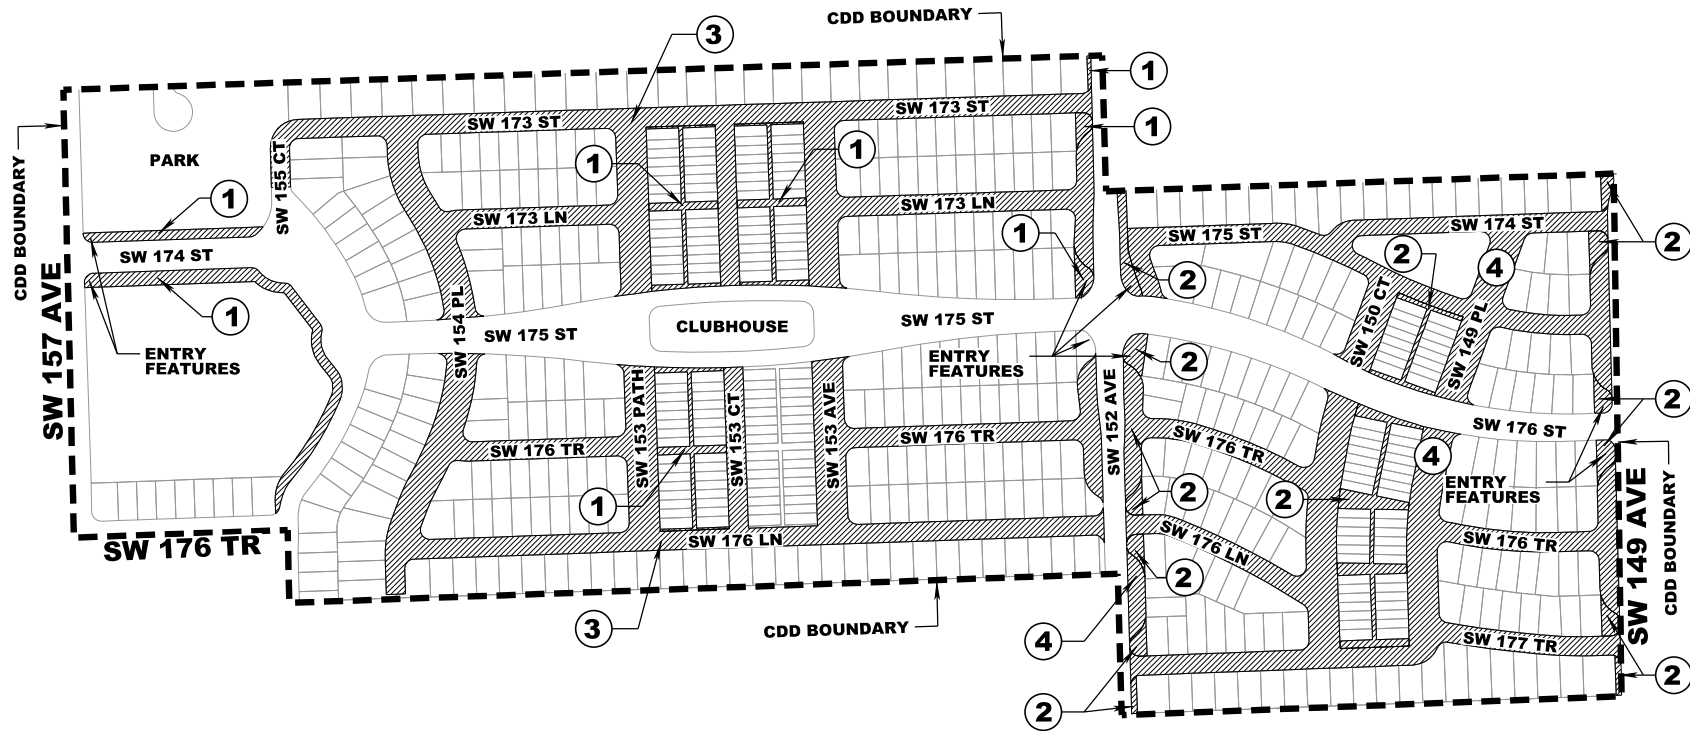 CDD BOUNDARY
3
1
1
SW 173 ST
SW 173 ST
PARK
1
1
SW 155 CT
1
CDD BOUNDARY
SW 173 LN
SW 173 LN
1
SW 174 ST
SW 175 ST
SW 174 ST
2
2
4
2
SW 157 AVE
1
SW 154 PL
SW 175 ST
CLUBHOUSE
SW 175 ST
ENTRY
FEATURES
ENTRY
FEATURES
2
SW 150 CT
SW 149 PL
2
SW 153 PATH
SW 153 CT
SW 153 AVE
SW 152 AVE
SW 176 TR
SW 176 TR
SW 176 TR
SW 176 ST
4
ENTRY
FEATURES
1
2
2
SW 176 TR
SW 176 LN
SW 176 LN
SW 176 TR
2
SW 149 AVE
CDD BOUNDARY
3
CDD BOUNDARY
4
SW 177 TR
2
2